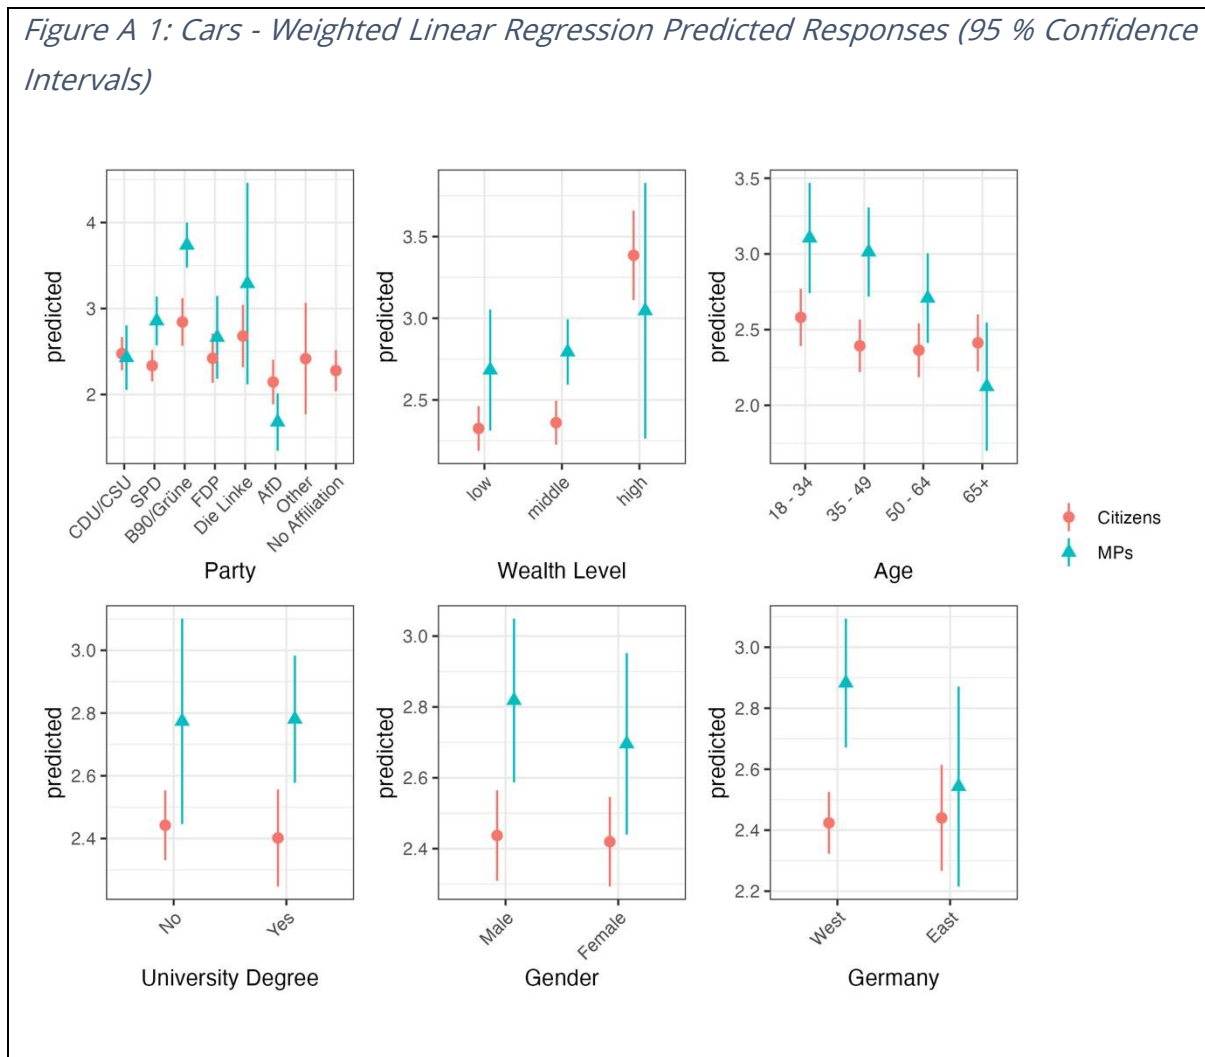 Figure A 1: Cars - Weighted Linear Regression Predicted Responses (95 % Confidence
Intervals)
predicted
4
3
2
CDU/CSU
SPD
B90/Grüne
FDP
Die Linke
AfD
Other
No Affiliation
Party
predicted
3.5
3.0
2.5
low
middle
high
Wealth Level
predicted
3.5
3.0
2.5
2.0
18 - 34
35 - 49
50 - 64
65+
Age
Citizens
MPs
predicted
3.0
2.8
2.6
2.4
No
Yes
University Degree
predicted
3.0
2.8
2.6
2.4
Male
Female
Gender
predicted
3.0
2.8
2.6
2.4
2.2
West
East
Germany